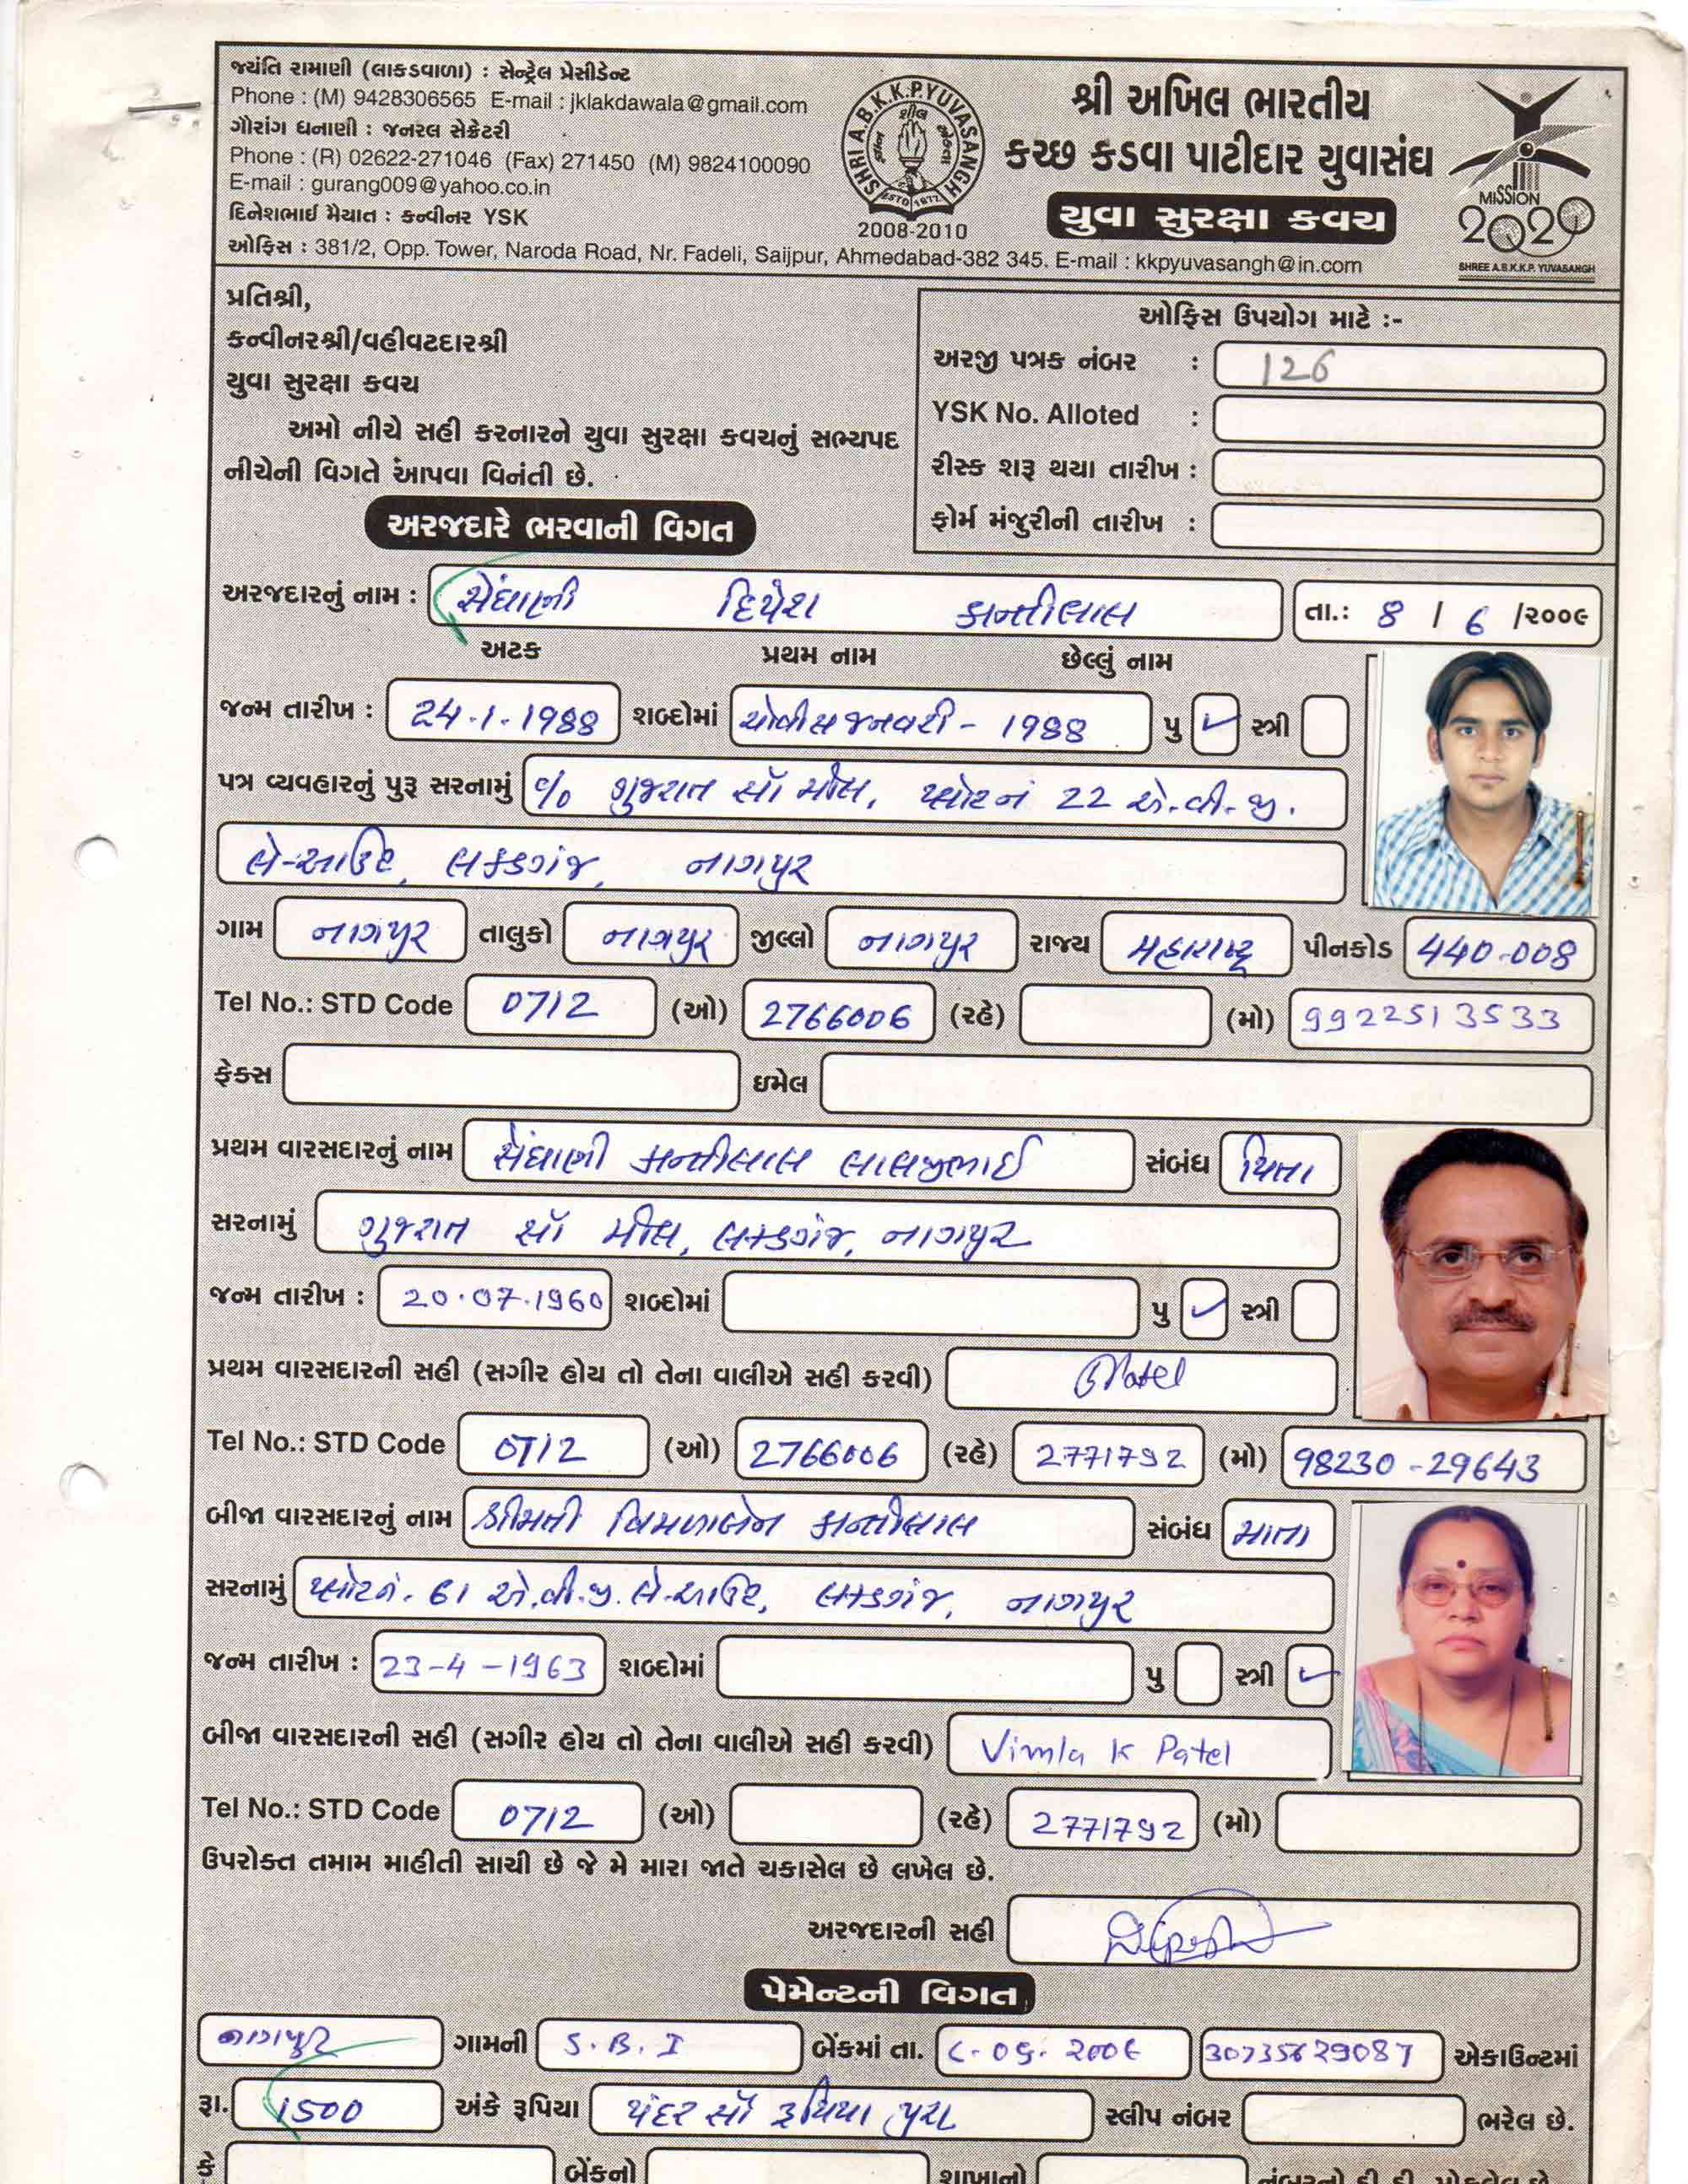 જયંતિ રામાણી (લાકડવાળા) : સેન્ટ્રેલ પ્રેસીડેન્ટ
Phone : (M) 9428306565 E-mail : jklakdawala@gmail.com
ગૌરાંગ ધનાણી : જનરલ સેક્રેટરી
Phone : (R) 02622-271046 (Fax) 271450 (M) 9824100090
E-mail : gurang009@yahoo.co.in
દિનેશભાઈ મૈયાત : કન્વીનર YSK
ઓફિસ : 381/2, Opp. Tower, Naroda Road, Nr. Fadeli, Saijpur, Ahmedabad-382 345. E-mail : kkpyuvasangh@in.com
SHRI A.B.K.K.P. YUVASANGH
ESTD 1977
2008-2010
શ્રી અખિલ ભારતીય
કચ્છ કડવા પાટીદાર યુવાસંઘ
યુવા સુરક્ષા કવચ
MISSION
2020
SHREE A.B.K.K.P. YUVASANGH
પ્રતિશ્રી,
કન્વીનરશ્રી/વહીવટદારશ્રી
યુવા સુરક્ષા કવચ
અમો નીચે સહી કરનારને યુવા સુરક્ષા કવચનું સભ્યપદ
નીચેની વિગતે આપવા વિનંતી છે.
ઓફિસ ઉપયોગ માટે :-
અરજી પત્રક નંબર : 126
YSK No. Alloted :
રીસ્ક શરૂ થયા તારીખ :
ફોર્મ મંજુરીની તારીખ :
અરજદારે ભરવાની વિગત
અરજદારનું નામ : સેંઘાણી દિપેશ કાન્તીલાલ તા.: 8 / 6 /૨૦૦૯
અટક પ્રથમ નામ છેલ્લું નામ
જન્મ તારીખ : 24.1.1988 શબ્દોમાં ચોવીસ જનવરી - 1988 પુ ✓ સ્ત્રી
પત્ર વ્યવહારનું પુરૂ સરનામું c/o ગુજરાત સૉ મીલ, પ્લોટ નં 22 એ.વી.જી.
લે-આઉટ, લકડગંજ, નાગપુર
ગામ નાગપુર તાલુકો નાગપુર જીલ્લો નાગપુર રાજ્ય મહારાષ્ટ્ર પીનકોડ 440-008
Tel No.: STD Code 0712 (ઓ) 2766006 (રહે) (મો) 9922513533
ફેક્સ ઇમેલ
પ્રથમ વારસદારનું નામ સેંઘાણી કાન્તીલાલ લાલજીભાઈ સંબંધ પિતા
સરનામું ગુજરાત સૉ મીલ, લકડગંજ, નાગપુર
જન્મ તારીખ : 20.07.1960 શબ્દોમાં પુ ✓ સ્ત્રી
પ્રથમ વારસદારની સહી (સગીર હોય તો તેના વાલીએ સહી કરવી) Patel
Tel No.: STD Code 0712 (ઓ) 2766006 (રહે) 2771792 (મો) 98230-29643
બીજા વારસદારનું નામ શ્રીમતી વિમળાબેન કાન્તીલાલ સંબંધ માતા
સરનામું પ્લોટ નં. 61 એ.વી.જી. લે-આઉટ, લકડગંજ, નાગપુર
જન્મ તારીખ : 23-4-1963 શબ્દોમાં પુ સ્ત્રી ✓
બીજા વારસદારની સહી (સગીર હોય તો તેના વાલીએ સહી કરવી) Vimla K Patel
Tel No.: STD Code 0712 (ઓ) (રહે) 2771792 (મો)
ઉપરોક્ત તમામ માહીતી સાચી છે જે મે મારા જાતે ચકાસેલ છે લખેલ છે.
અરજદારની સહી
પેમેન્ટની વિગત
નાગપુર ગામની S.B.I બેંકમાં તા. 30735629087 એકાઉન્ટમાં
રૂા. 1500 અંકે રૂપિયા પંદર સૉ રૂપિયા પુરા સ્લીપ નંબર ભરેલ છે.
કે બેંકનો શાખાનો નંબરનો ડી.ડી. મોકલેલ છે.